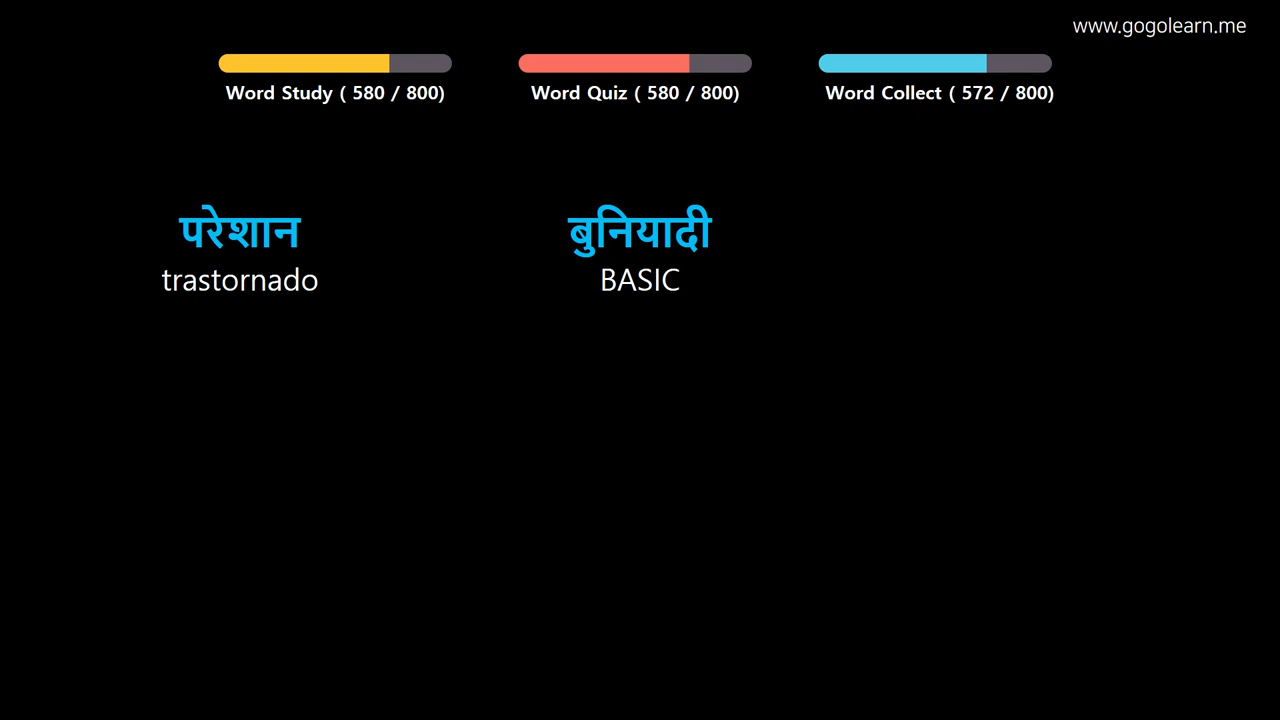 www.gogolearn.me
Word Study ( 580 / 800)
Word Quiz ( 580 / 800)
Word Collect ( 572 / 800)
परेशान
trastornado
बुनियादी
BASIC